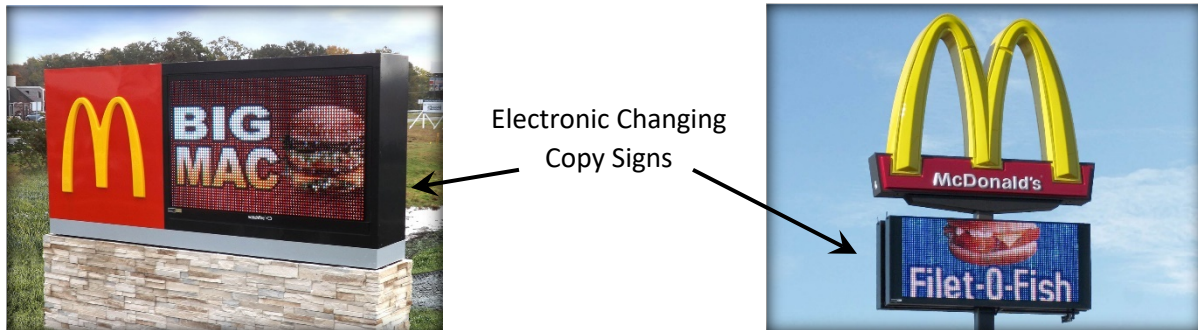 BIG
MAC
Electronic Changing
Copy Signs
McDonald's
Filet-O-Fish